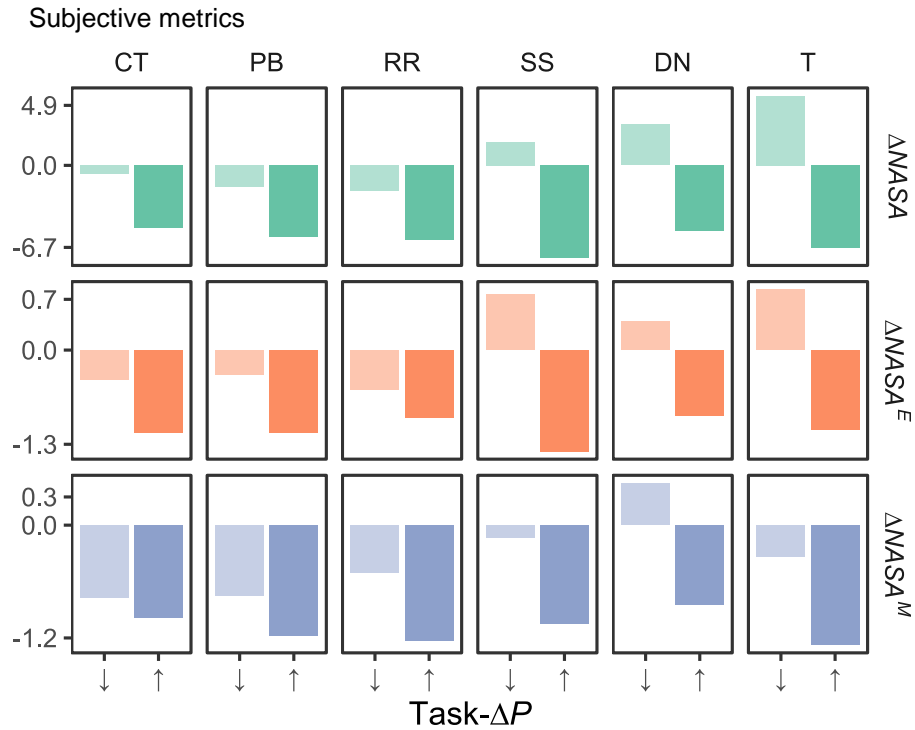 Subjective metrics
CT PB RR SS DN T
4.9
0.0
-6.7
ΔNASA
0.7
0.0
-1.3
ΔNASA^E
0.3
0.0
-1.2
ΔNASA^M
↓ ↑ ↓ ↑ ↓ ↑ ↓ ↑ ↓ ↑ ↓ ↑
Task-ΔP